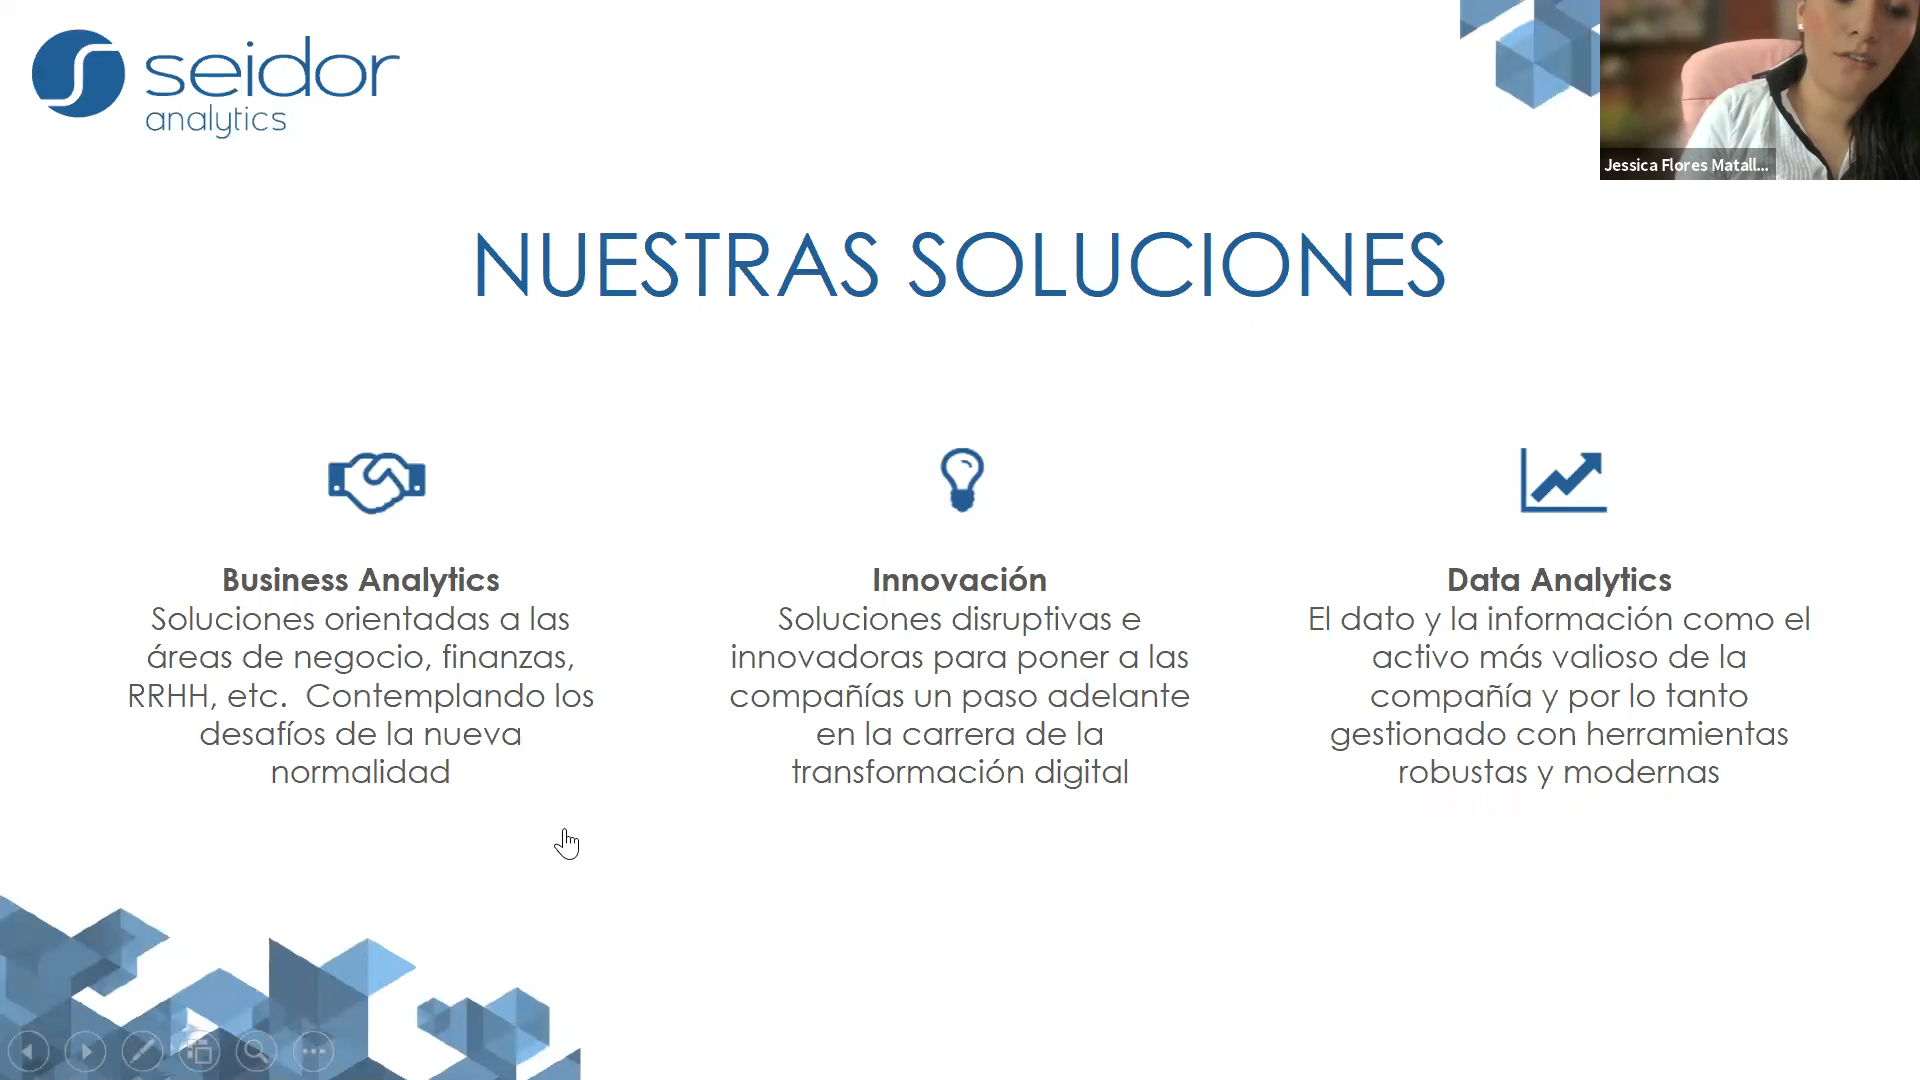 seidor
analytics
Jessica Flores Matall...
NUESTRAS SOLUCIONES
Business Analytics
Soluciones orientadas a las
áreas de negocio, finanzas,
RRHH, etc.  Contemplando los
desafíos de la nueva
normalidad
Innovación
Soluciones disruptivas e
innovadoras para poner a las
compañías un paso adelante
en la carrera de la
transformación digital
Data Analytics
El dato y la información como el
activo más valioso de la
compañía y por lo tanto
gestionado con herramientas
robustas y modernas